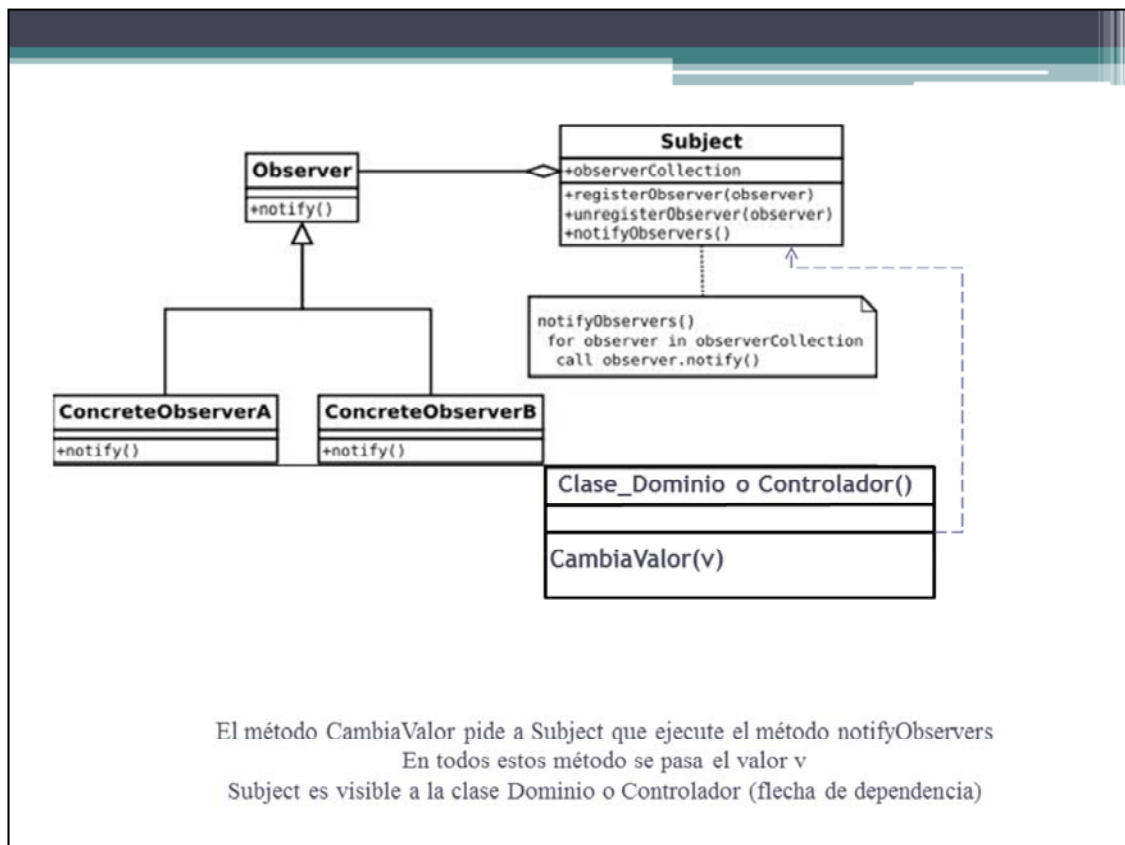 Observer
+notify()
Subject
+observerCollection
+registerObserver(observer)
+unregisterObserver(observer)
+notifyObservers()
notifyObservers()
for observer in observerCollection
call observer.notify()
ConcreteObserverA
+notify()
ConcreteObserverB
+notify()
Clase_Dominio o Controlador()
CambiaValor(v)
El método CambiaValor pide a Subject que ejecute el método notifyObservers
En todos estos método se pasa el valor v
Subject es visible a la clase Dominio o Controlador (flecha de dependencia)